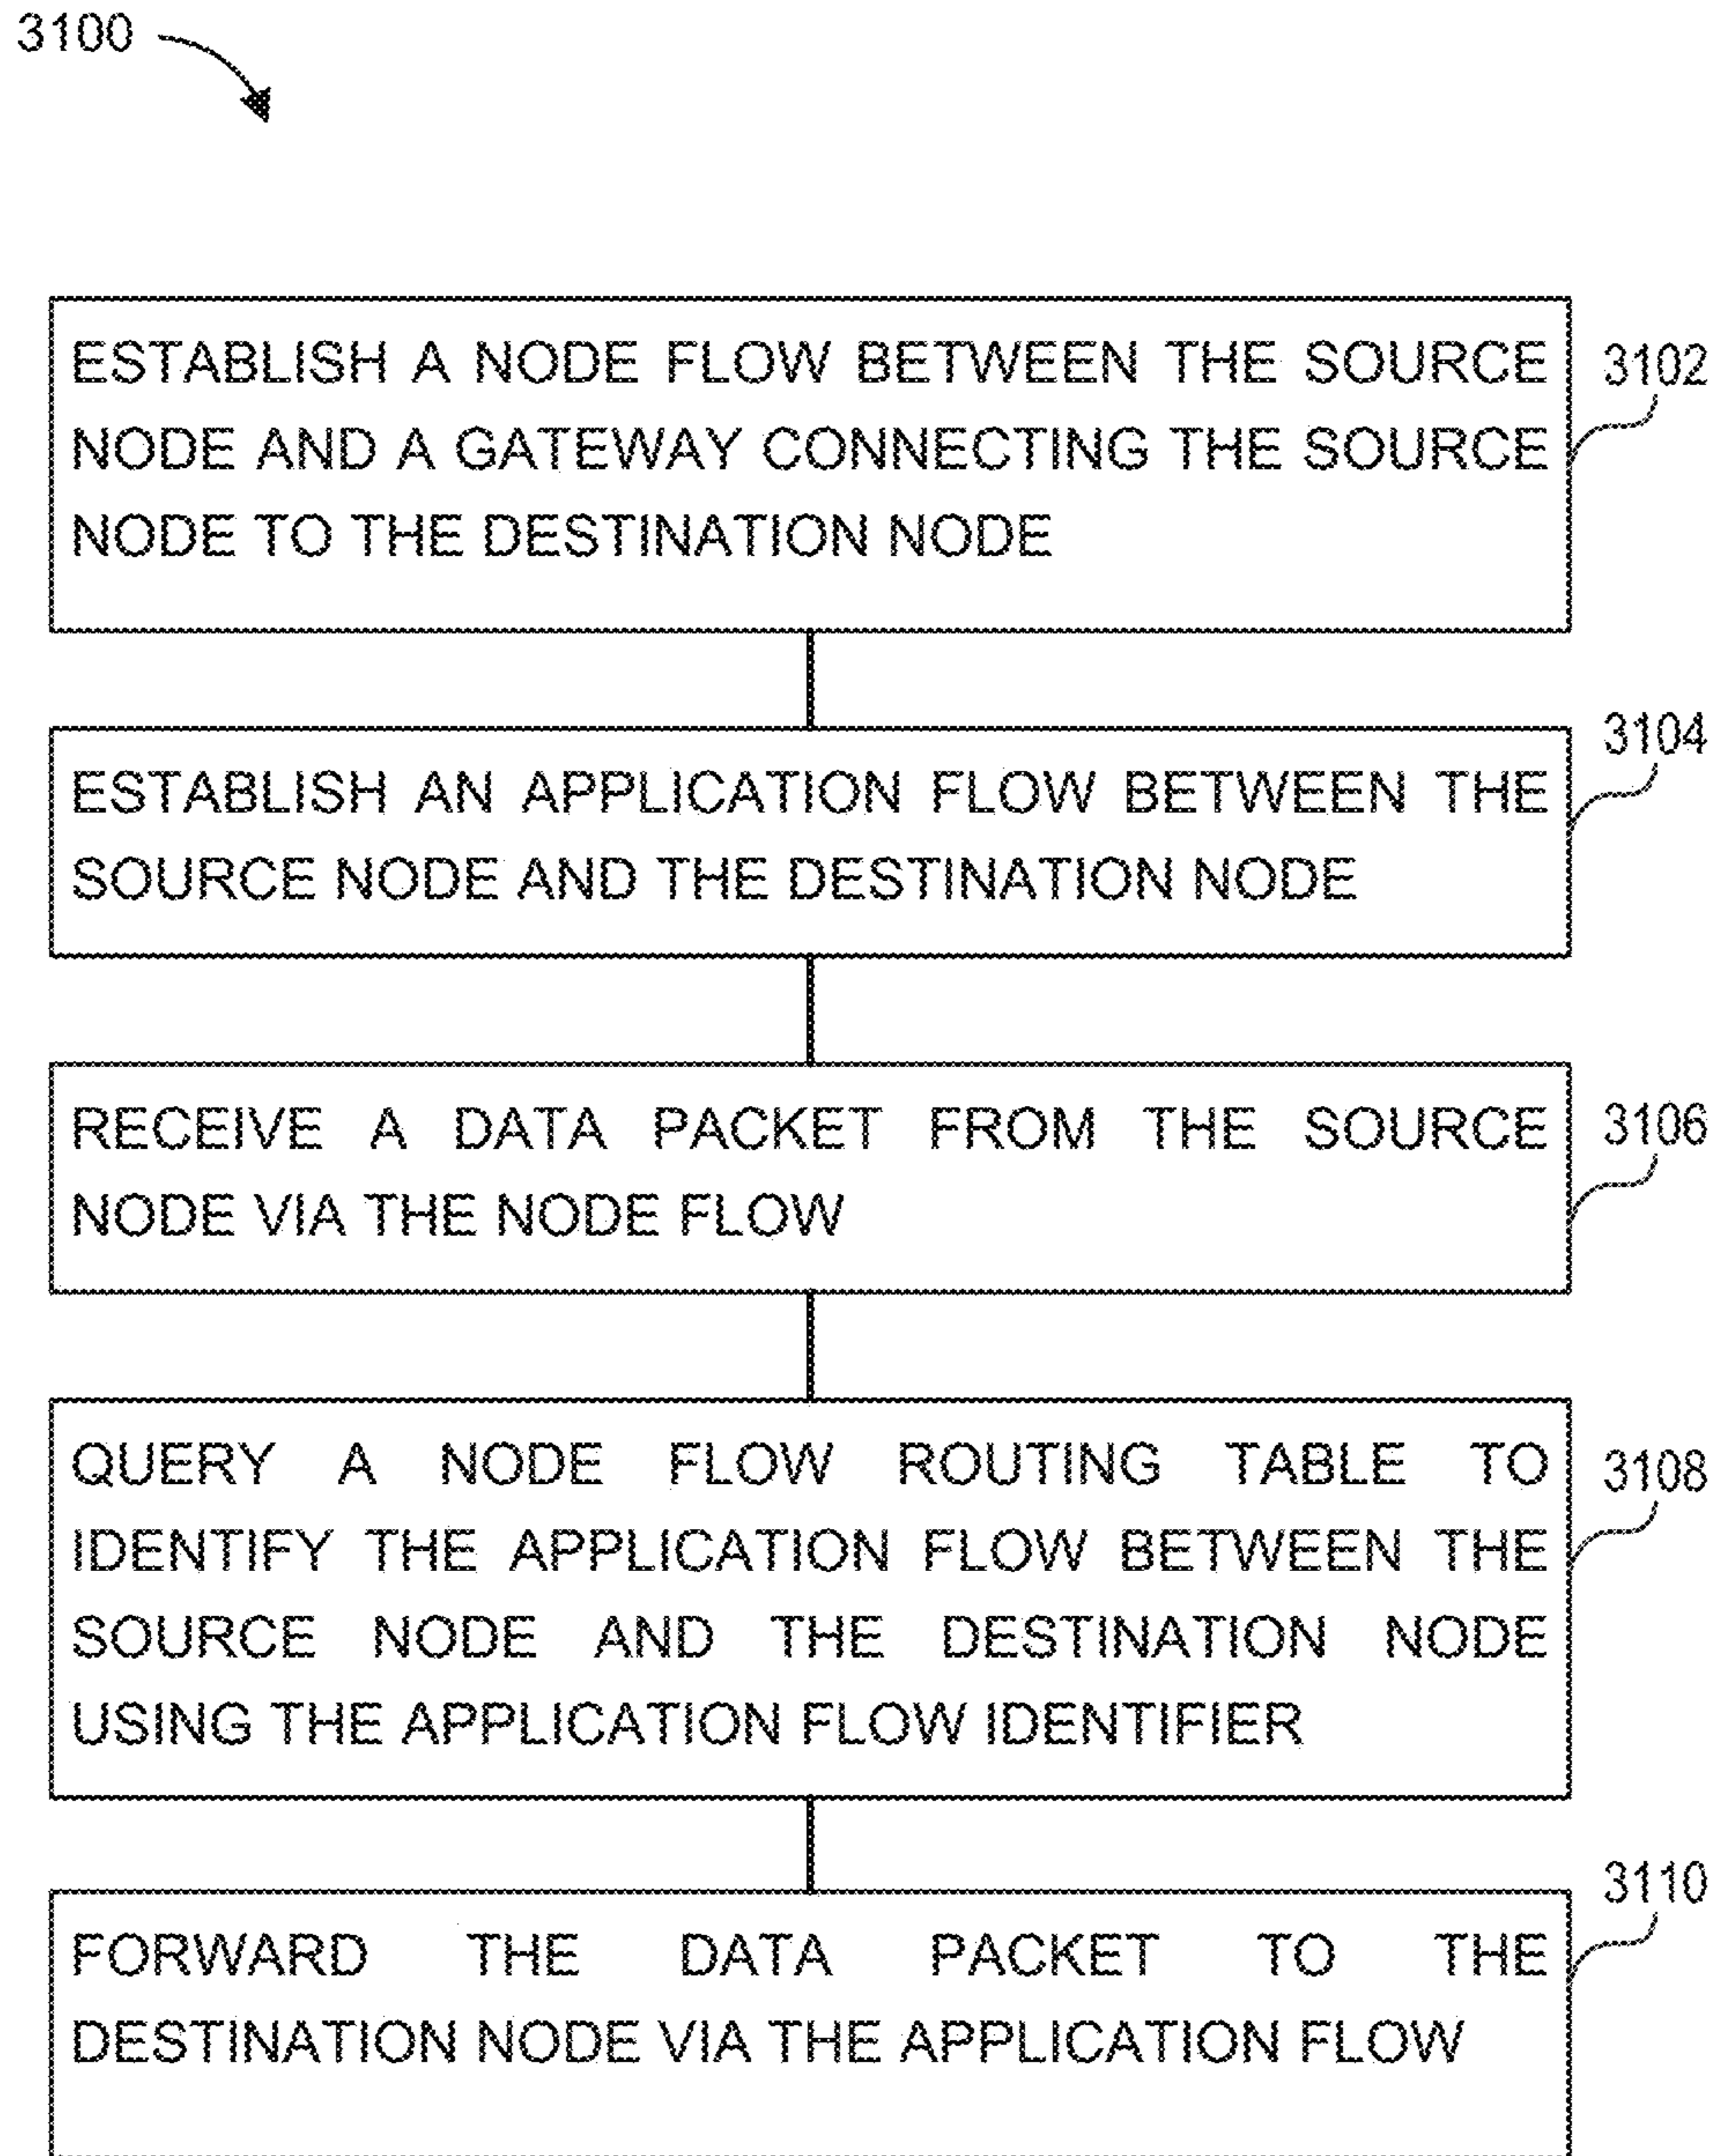 3100
ESTABLISH A NODE FLOW BETWEEN THE SOURCE
NODE AND A GATEWAY CONNECTING THE SOURCE
NODE TO THE DESTINATION NODE
3102
ESTABLISH AN APPLICATION FLOW BETWEEN THE
SOURCE NODE AND THE DESTINATION NODE
3104
RECEIVE A DATA PACKET FROM THE SOURCE
NODE VIA THE NODE FLOW
3106
QUERY A NODE FLOW ROUTING TABLE TO
IDENTIFY THE APPLICATION FLOW BETWEEN THE
SOURCE NODE AND THE DESTINATION NODE
USING THE APPLICATION FLOW IDENTIFIER
3108
FORWARD THE DATA PACKET TO THE
DESTINATION NODE VIA THE APPLICATION FLOW
3110